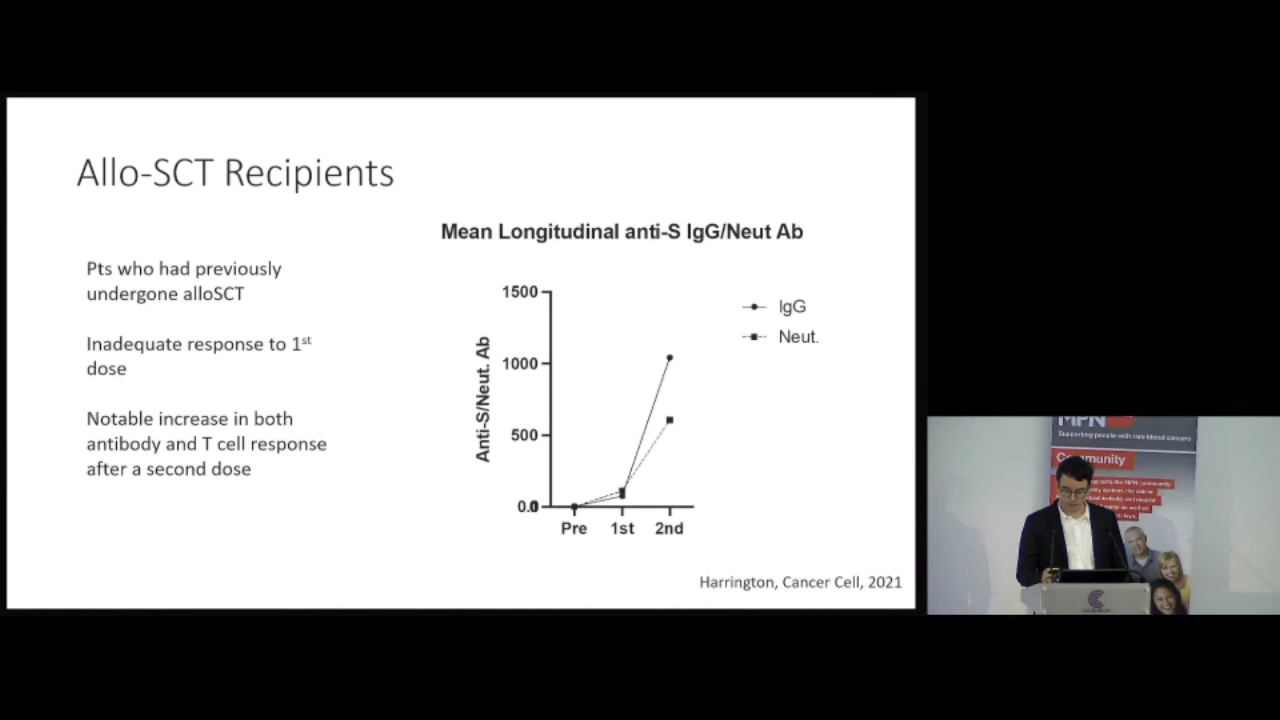 Allo-SCT Recipients
Pts who had previously
undergone alloSCT
Inadequate response to 1st
dose
Notable increase in both
antibody and T cell response
after a second dose
Mean Longitudinal anti-S IgG/Neut Ab
Anti-S/Neut. Ab
1500
1000
500
0.0
Pre 1st 2nd
IgG
Neut.
Harrington, Cancer Cell, 2021
MPN
Supporting people with rare blood cancers
Community